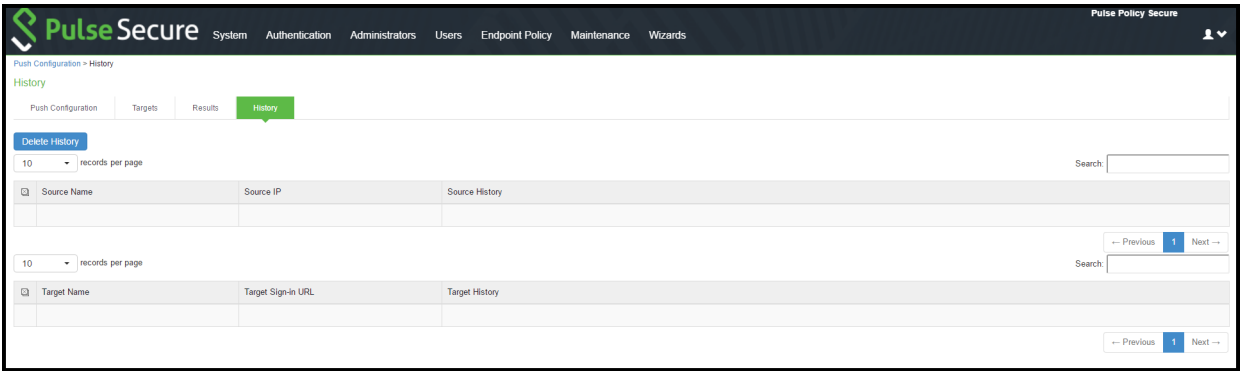 Pulse Policy Secure
Pulse Secure System Authentication Administrators Users Endpoint Policy Maintenance Wizards
Push Configuration > History
History
Push Configuration Targets Results History
Delete History
10 records per page Search:
Source Name Source IP Source History
← Previous 1 Next →
10 records per page Search:
Target Name Target Sign-in URL Target History
← Previous 1 Next →